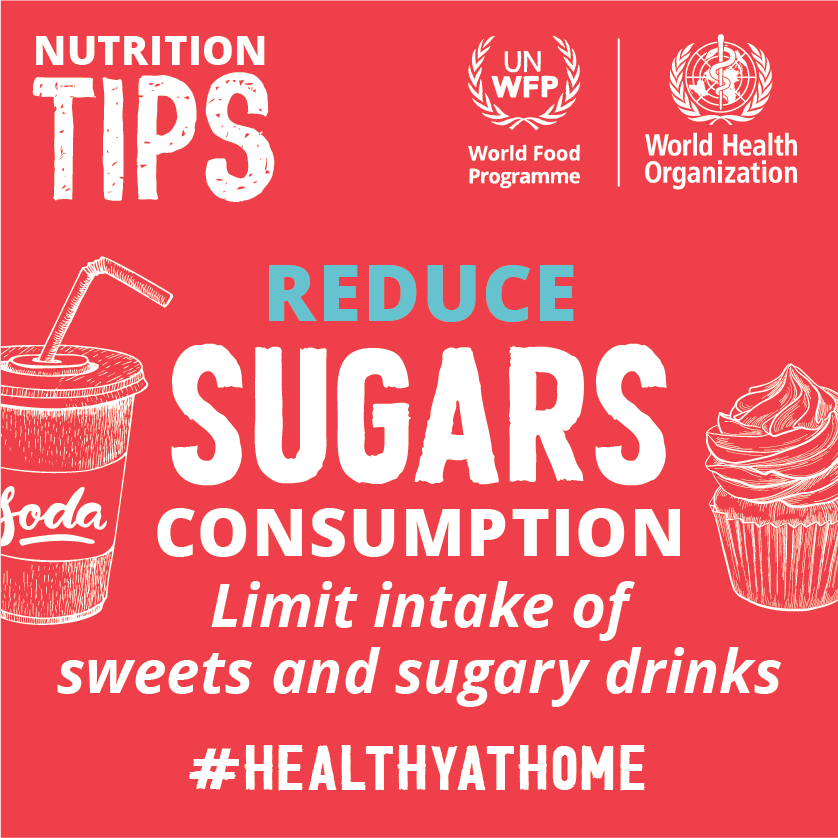 NUTRITION
TIPS
UN
WFP
World Food
Programme
World Health
Organization
REDUCE
SUGARS
CONSUMPTION
Limit intake of
sweets and sugary drinks
Soda
#HEALTHYATHOME